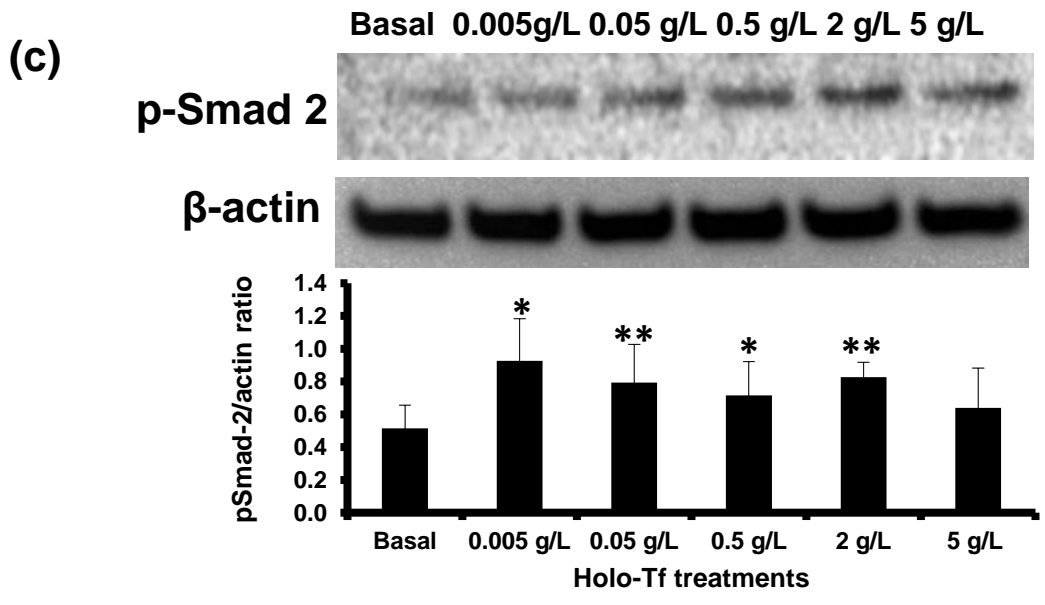 Basal 0.005g/L 0.05 g/L 0.5 g/L 2 g/L 5 g/L
(c)
p-Smad 2
β-actin
pSmad-2/actin ratio
1.4
1.2
1.0
0.8
0.6
0.4
0.2
0.0
*
**
*
**
Basal 0.005 g/L 0.05 g/L 0.5 g/L 2 g/L 5 g/L
Holo-Tf treatments